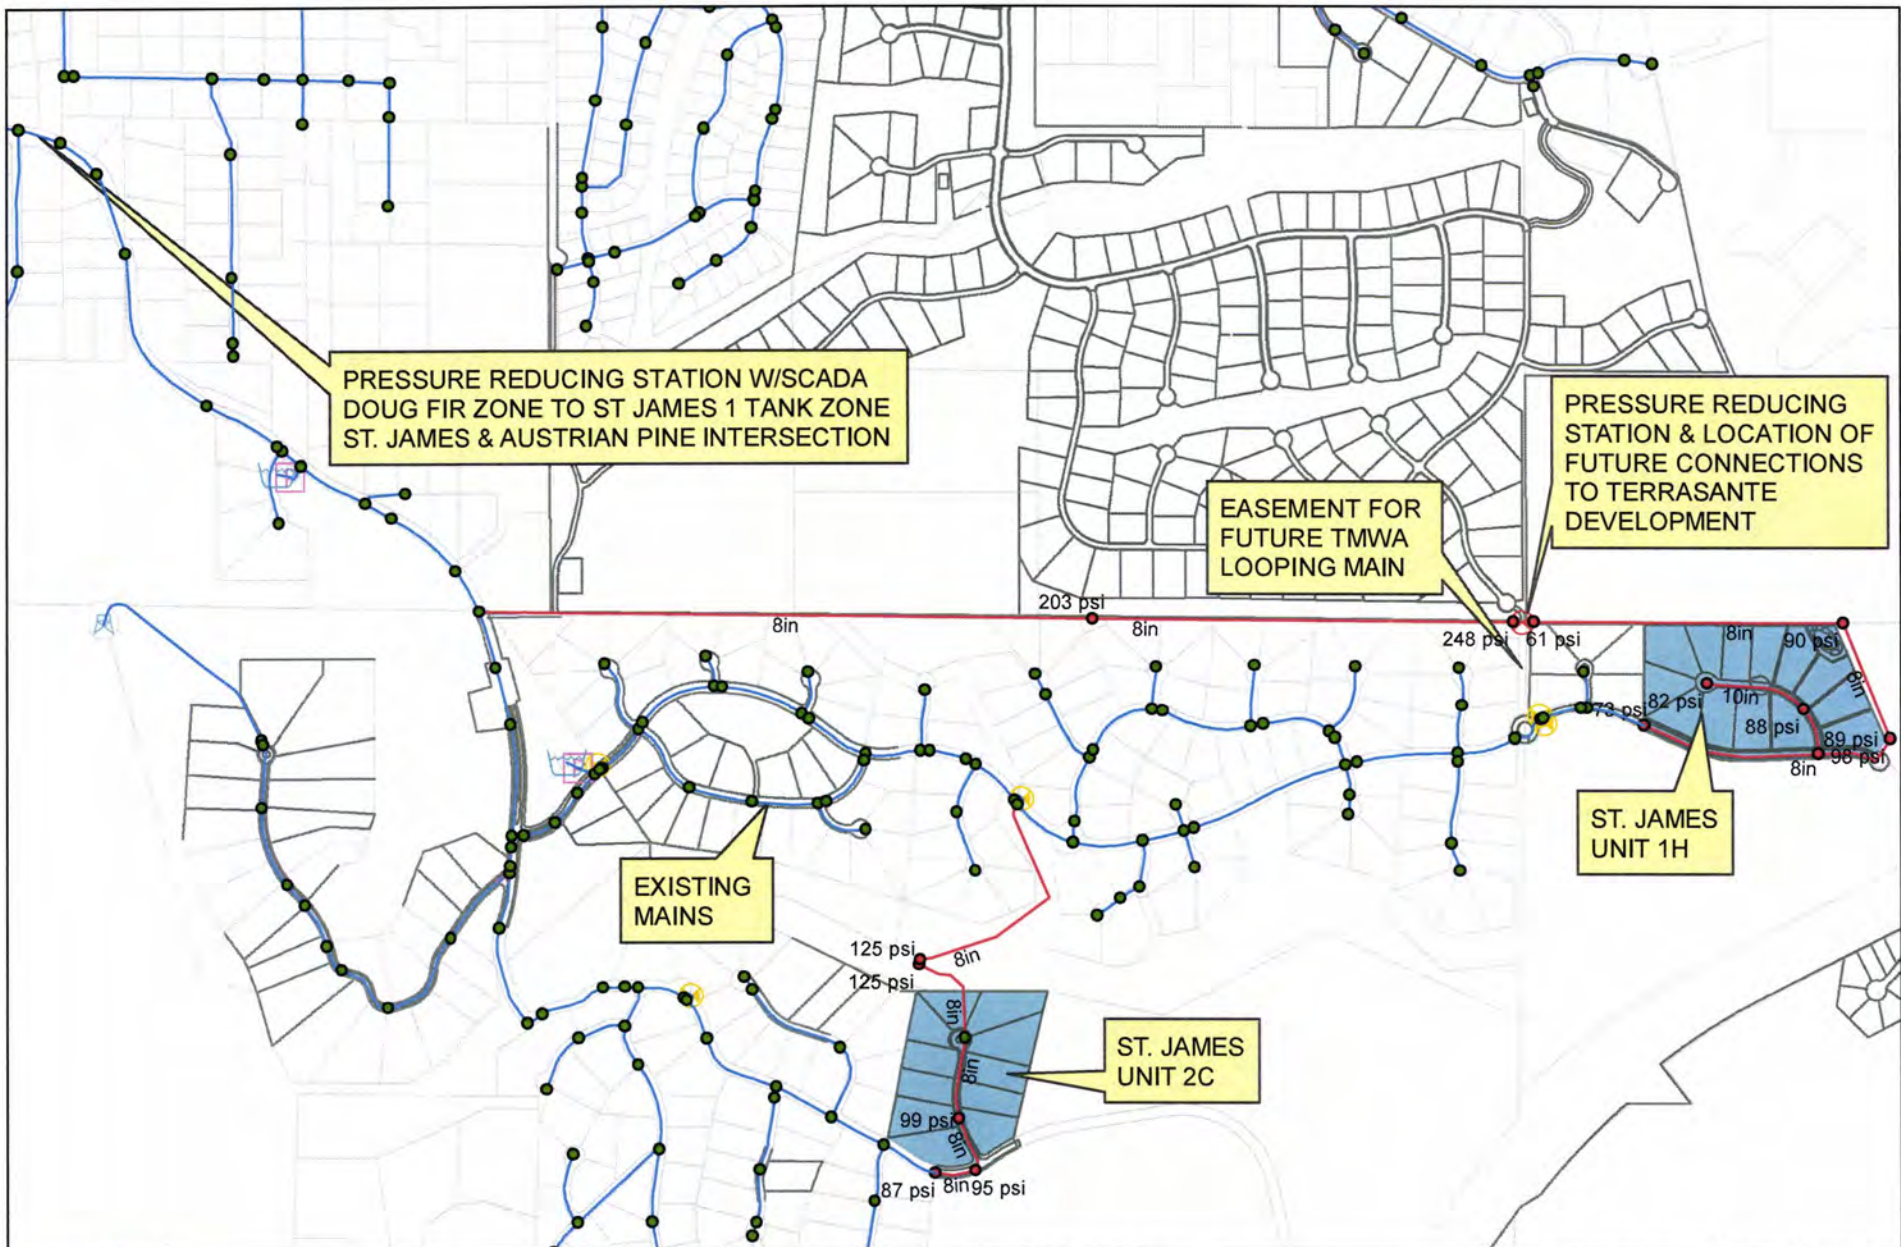 PRESSURE REDUCING STATION W/SCADA
DOUG FIR ZONE TO ST JAMES 1 TANK ZONE
ST. JAMES & AUSTRIAN PINE INTERSECTION
PRESSURE REDUCING
STATION & LOCATION OF
FUTURE CONNECTIONS
TO TERRASANTE
DEVELOPMENT
EASEMENT FOR
FUTURE TMWA
LOOPING MAIN
203 psi
8in
8in
248 psi
61 psi
8in
90 psi
8in
82 psi
10in
73 psi
88 psi
89 psi
98 psi
8in
ST. JAMES
UNIT 1H
EXISTING
MAINS
125 psi
8in
125 psi
8in
8in
ST. JAMES
UNIT 2C
99 psi
8in
87 psi
8in
95 psi